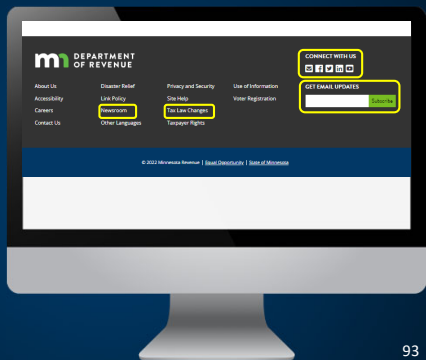 mn DEPARTMENT
OF REVENUE
CONNECT WITH US
About Us
Disaster Relief
Privacy and Security
Use of Information
GET EMAIL UPDATES
Accessibility
Link Policy
Site Help
Voter Registration
Subscribe
Careers
Newsroom
Tax Law Changes
Contact Us
Other Languages
Taxpayer Rights
© 2022 Minnesota Revenue | Equal Opportunity | State of Minnesota
93